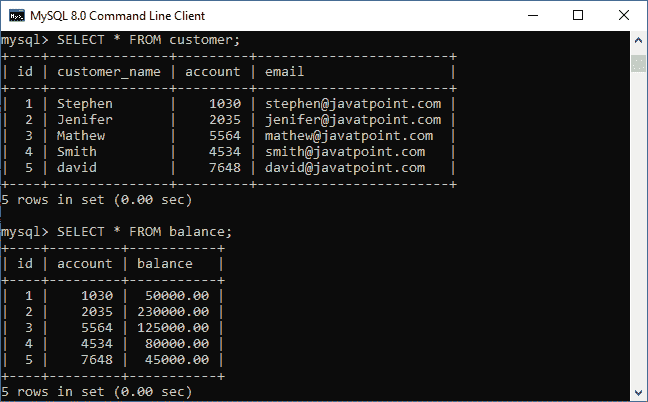 MySQL 8.0 Command Line Client
mysql> SELECT * FROM customer;
+----+---------------+---------+------------------------+
| id | customer_name | account | email                  |
+----+---------------+---------+------------------------+
|  1 | Stephen       |    1030 | stephen@javatpoint.com |
|  2 | Jenifer       |    2035 | jenifer@javatpoint.com |
|  3 | Mathew        |    5564 | mathew@javatpoint.com  |
|  4 | Smith         |    4534 | smith@javatpoint.com   |
|  5 | david         |    7648 | david@javatpoint.com   |
+----+---------------+---------+------------------------+
5 rows in set (0.00 sec)
mysql> SELECT * FROM balance;
+----+---------+-----------+
| id | account | balance   |
+----+---------+-----------+
|  1 |    1030 |  50000.00 |
|  2 |    2035 | 230000.00 |
|  3 |    5564 | 125000.00 |
|  4 |    4534 |  80000.00 |
|  5 |    7648 |  45000.00 |
+----+---------+-----------+
5 rows in set (0.00 sec)